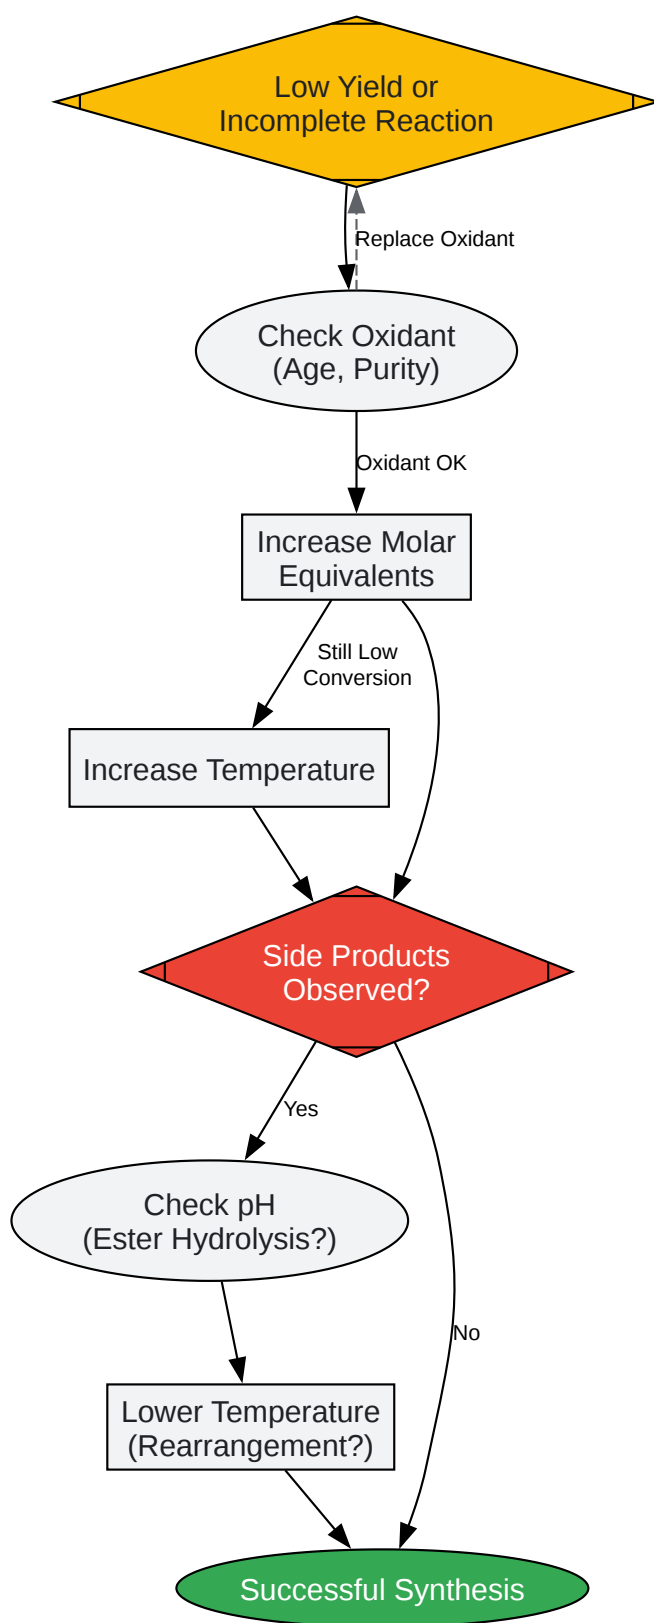 Low Yield or
Incomplete Reaction
Replace Oxidant
Check Oxidant
(Age, Purity)
Oxidant OK
Increase Molar
Equivalents
Still Low
Conversion
Increase Temperature
Side Products
Observed?
Yes
Check pH
(Ester Hydrolysis?)
No
Lower Temperature
(Rearrangement?)
Successful Synthesis